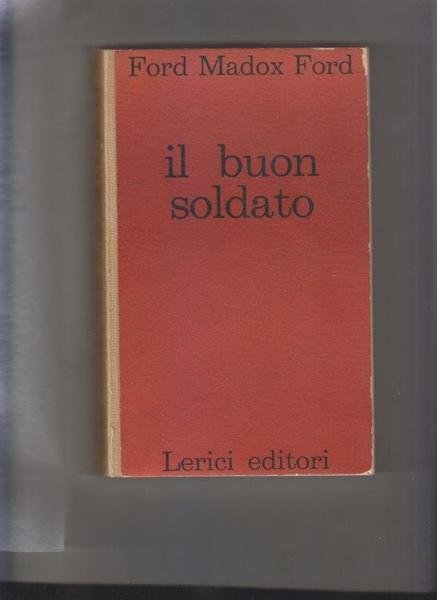 Ford Madox Ford
il buon
soldato
Lerici editori